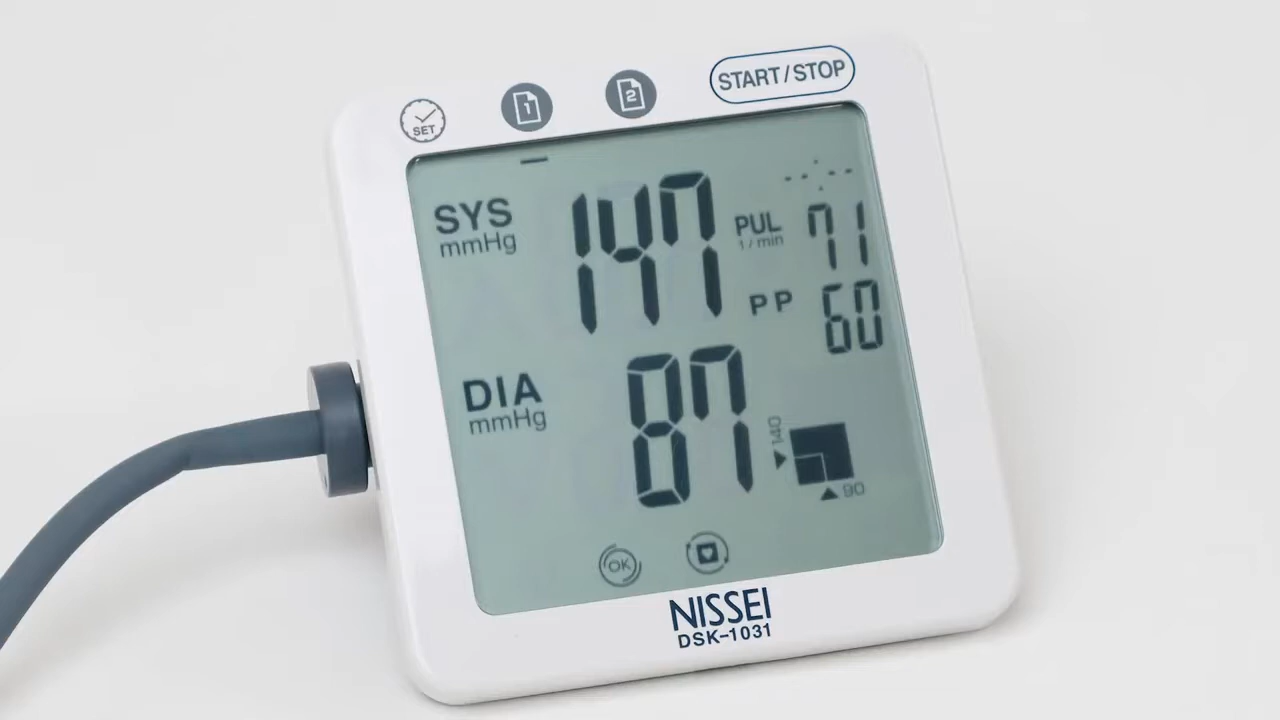 SET
1
2
START/STOP
SYS
mmHg
147
PUL
1/min
71
PP
60
DIA
mmHg
87
140
90
OK
NISSEI
DSK-1031